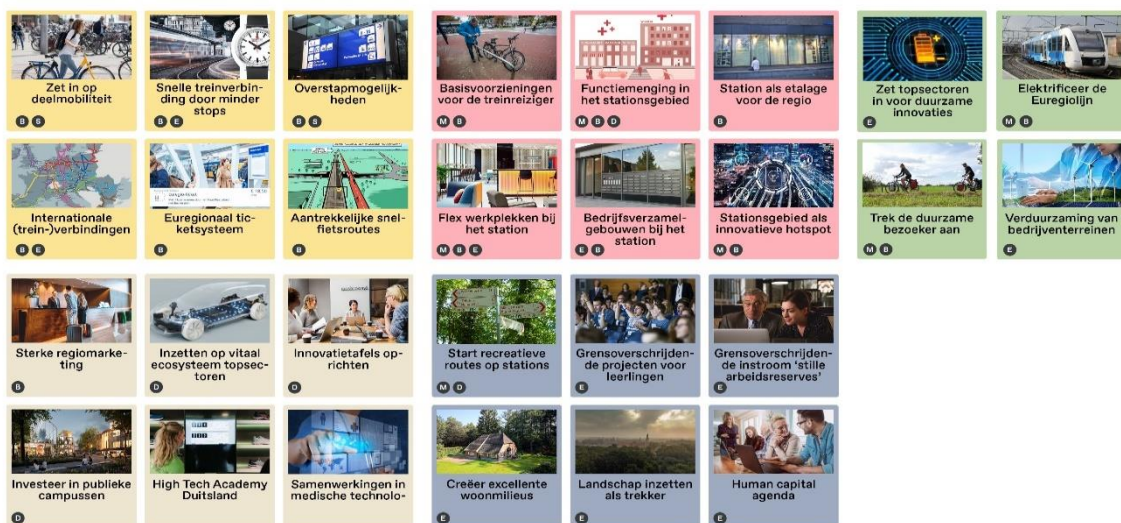 Zet in op
deelmobiliteit
B S
Snelle treinverbin-
ding door minder
stops
B E
Overstapmogelijk-
heden
B S
Basisvoorzieningen
voor de treinreiziger
M B
Functiemenging in
het stationsgebied
M B D
Station als etalage
voor de regio
B
Zet topsectoren
in voor duurzame
innovaties
E
Elektrificeer de
Euregiolijn
M B
Internationale
(trein-)verbindingen
B E
Euregionaal tic-
ketsysteem
B
Aantrekkelijke snel-
fietsroutes
B
Flex werkplekken bij
het station
M B E
Bedrijfsverzamel-
gebouwen bij het
station
E B
Stationsgebied als
innovatieve hotspot
M B
Trek de duurzame
bezoeker aan
M B
Verduurzaming van
bedrijventerreinen
E
Sterke regiomarke-
ting
B
Inzetten op vitaal
ecosysteem topsec-
toren
D
Innovatietafels op-
richten
D
Start recreatieve
routes op stations
M D
Grensoverschrijden-
de projecten voor
leerlingen
E
Grensoverschrijden-
de instroom ‘stille
arbeidsreserves’
E
Investeer in publieke
campussen
D
High Tech Academy
Duitsland
Samenwerkingen in
medische technolo-
Creëer excellente
woonmilieus
E
Landschap inzetten
als trekker
E
Human capital
agenda
E